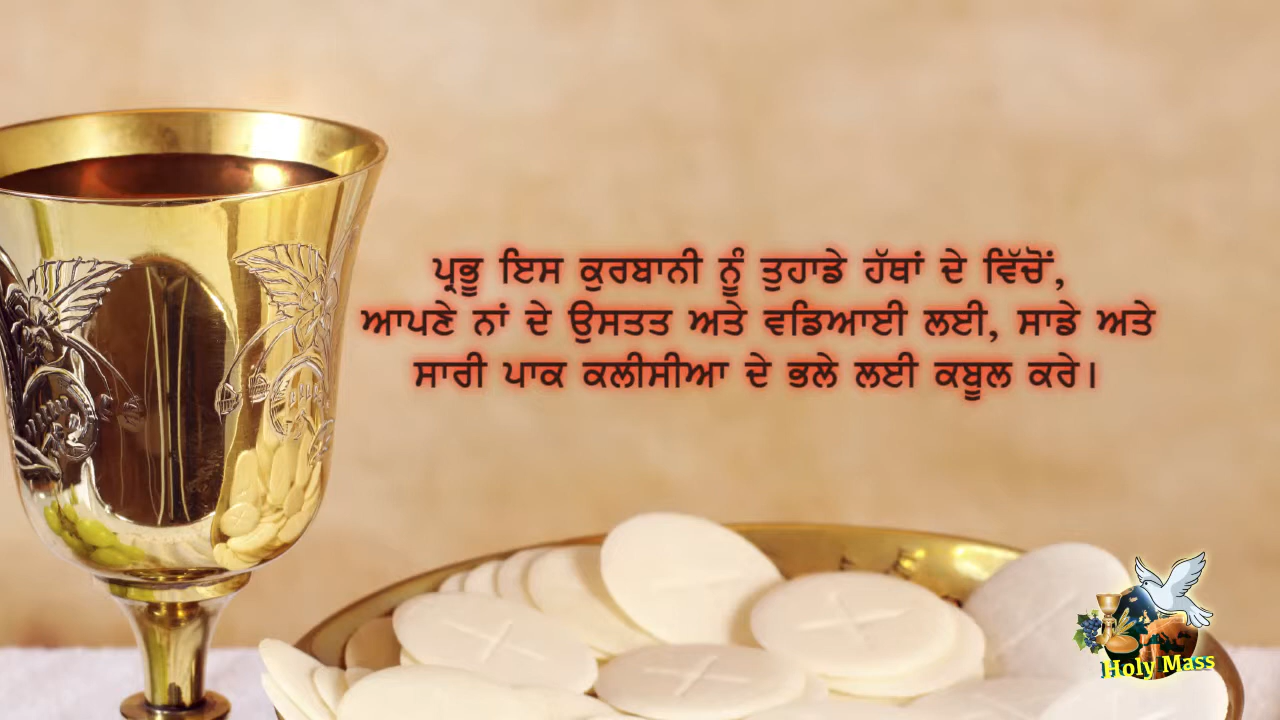 ਪ੍ਰਭੂ ਇਸ ਕੁਰਬਾਨੀ ਨੂੰ ਤੁਹਾਡੇ ਹੱਥਾਂ ਦੇ ਵਿੱਚੋਂ,
ਆਪਣੇ ਨਾਂ ਦੇ ਉਸਤਤ ਅਤੇ ਵਡਿਆਈ ਲਈ, ਸਾਡੇ ਅਤੇ
ਸਾਰੀ ਪਾਕ ਕਲੀਸੀਆ ਦੇ ਭਲੇ ਲਈ ਕਬੂਲ ਕਰੇ।
Holy Mass